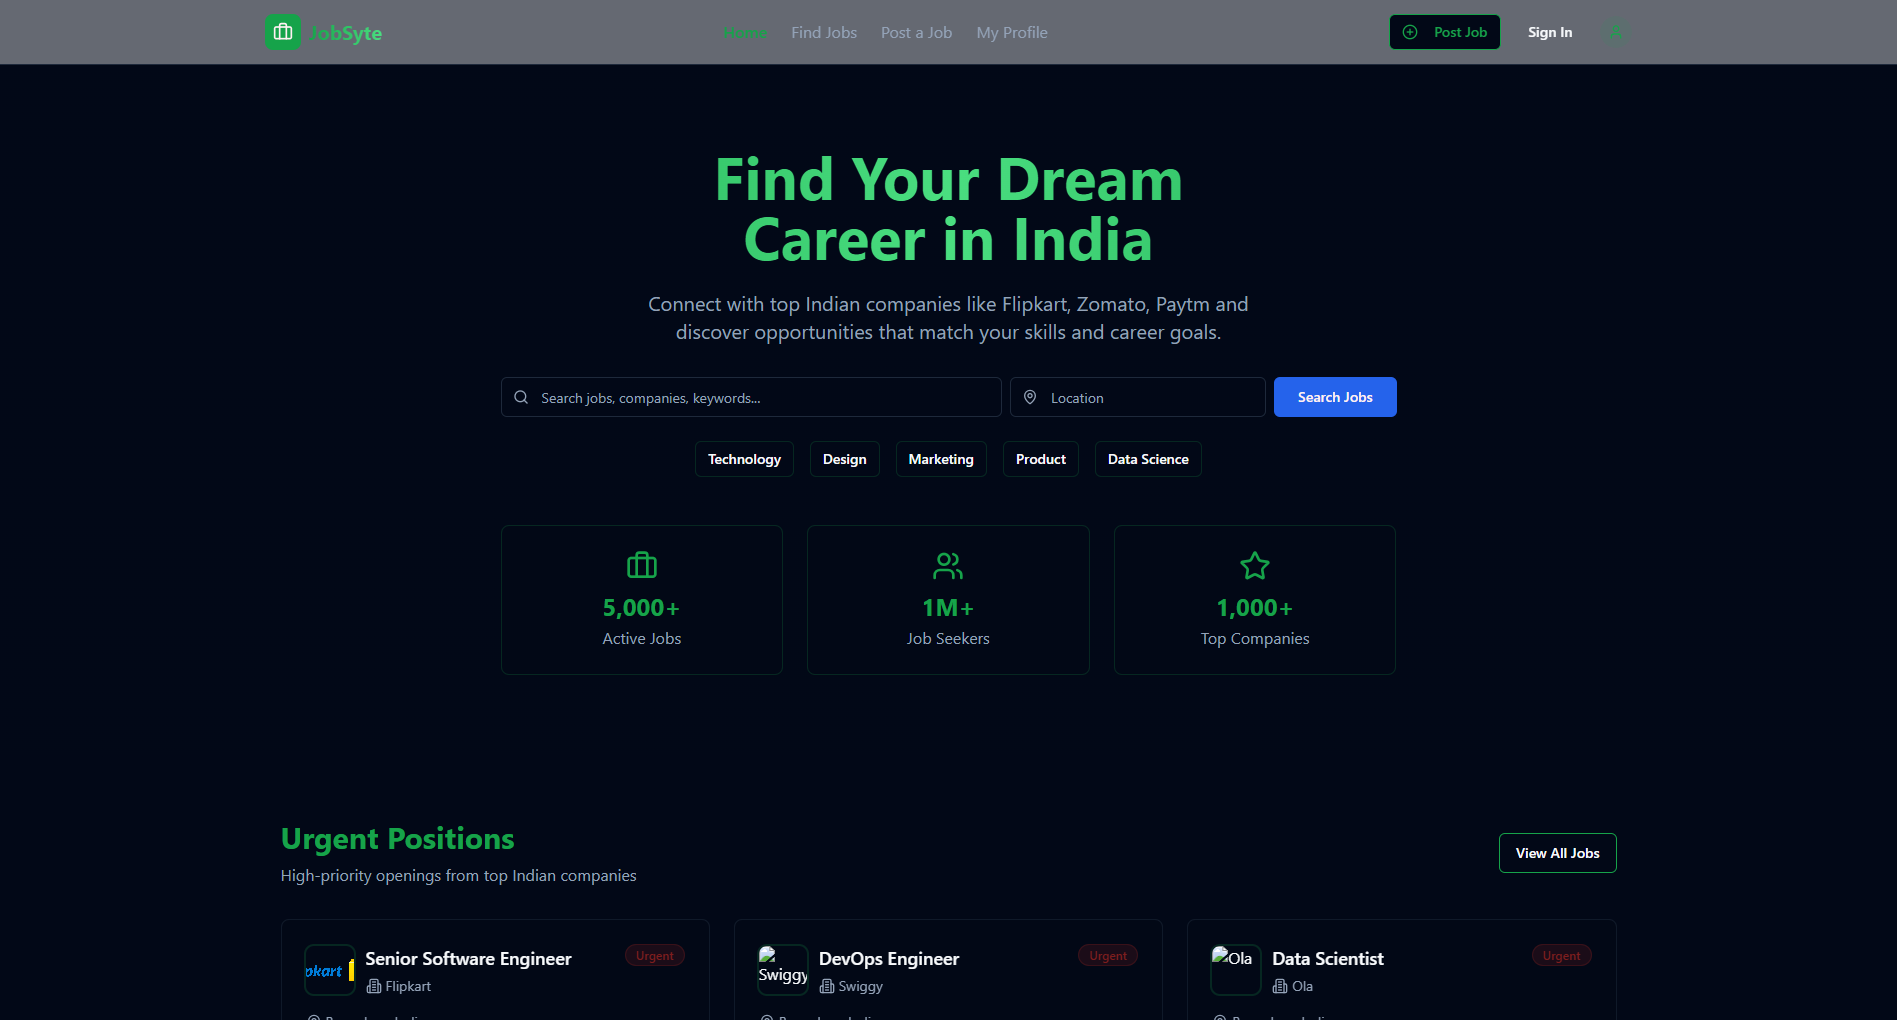 JobSyte
Home
Find Jobs
Post a Job
My Profile
Post Job
Sign In
Find Your Dream
Career in India
Connect with top Indian companies like Flipkart, Zomato, Paytm and
discover opportunities that match your skills and career goals.
Search jobs, companies, keywords...
Location
Search Jobs
Technology
Design
Marketing
Product
Data Science
5,000+
Active Jobs
1M+
Job Seekers
1,000+
Top Companies
Urgent Positions
High-priority openings from top Indian companies
View All Jobs
Senior Software Engineer
Urgent
Flipkart
Swiggy
DevOps Engineer
Urgent
Swiggy
Ola
Data Scientist
Urgent
Ola